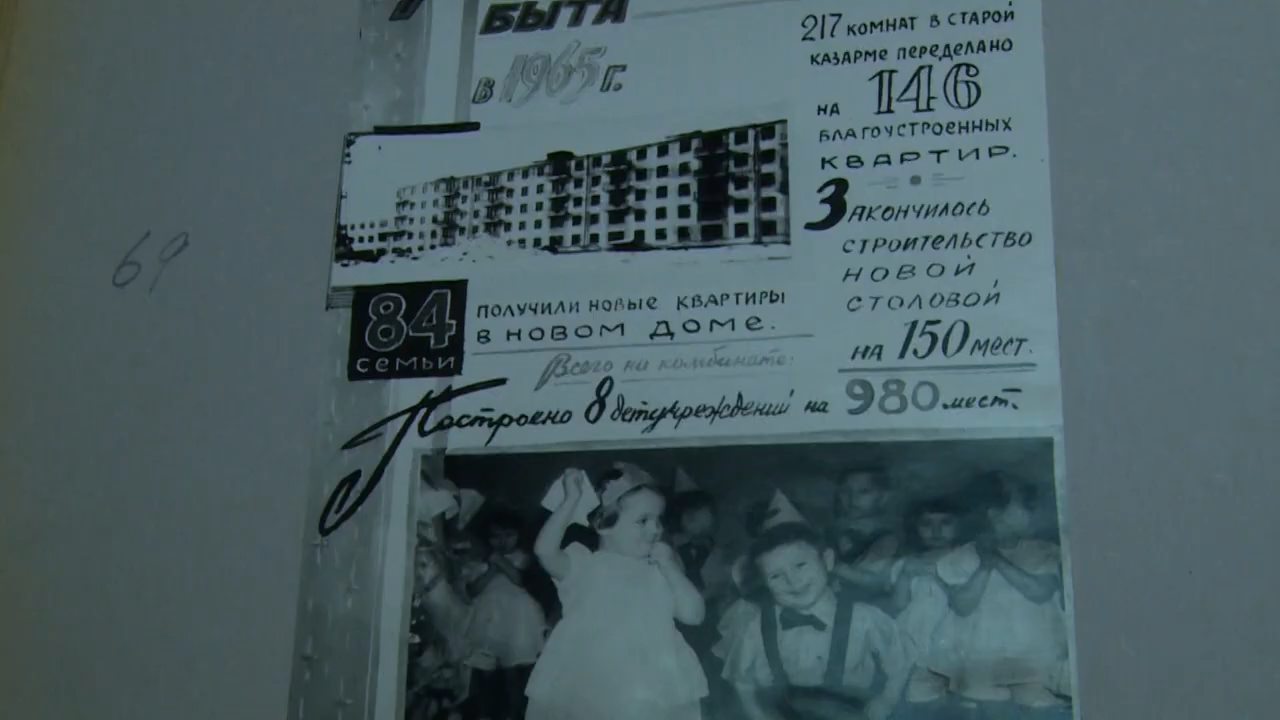 БЫТА
в 1965 г.
217 комнат в старой
казарме переделано
на 146
благоустроенных
квартир.
Закончилась
строительство
новой
столовой
на 150 мест.
84
семьи
получили новые квартиры
в новом доме.
Всего на комбинате:
Построено 8 детучреждений на 980 мест.
69